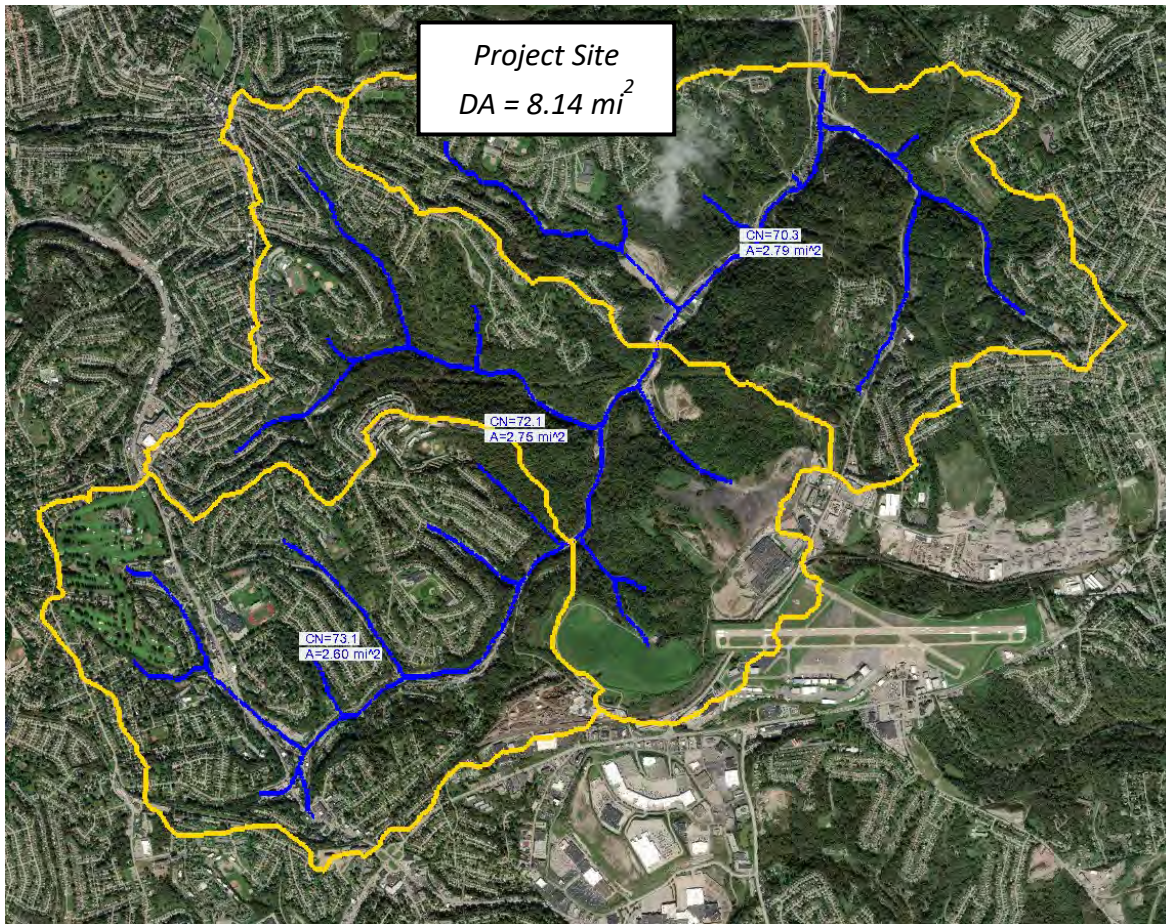 Project Site
DA = 8.14 mi²
CN=70.3
A=2.79 mi^2
CN=72.1
A=2.75 mi^2
CN=73.1
A=2.60 mi^2